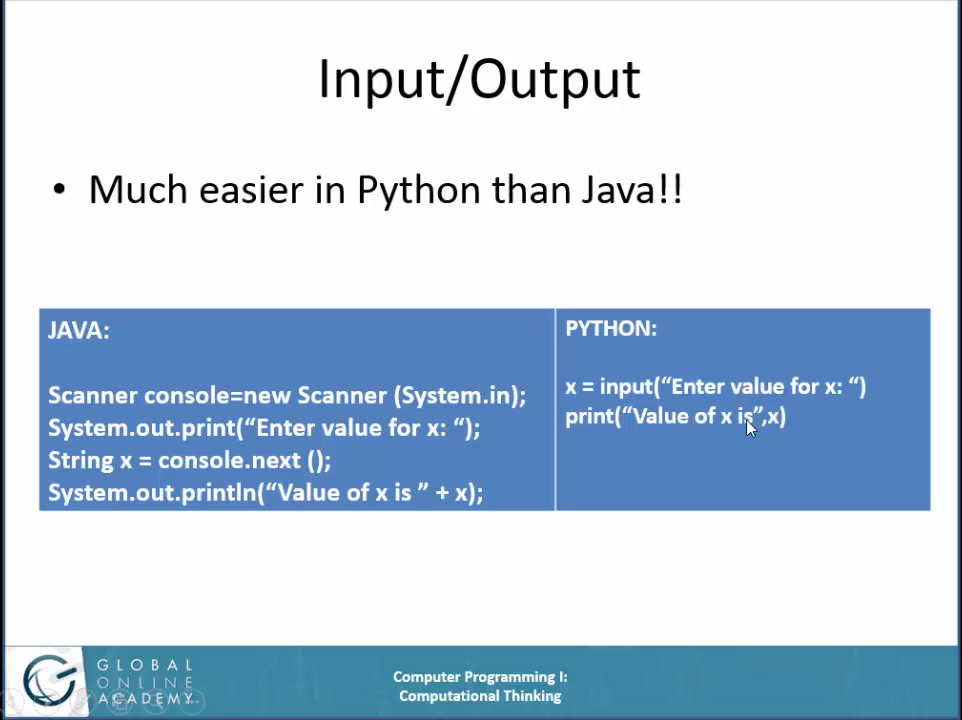 Input/Output
• Much easier in Python than Java!!
JAVA:
Scanner console=new Scanner (System.in);
System.out.print(“Enter value for x: “);
String x = console.next ();
System.out.println(“Value of x is ” + x);
PYTHON:
x = input(“Enter value for x: “)
print(“Value of x is”,x)
GLOBAL
ONLINE
ACADEMY
Computer Programming I:
Computational Thinking